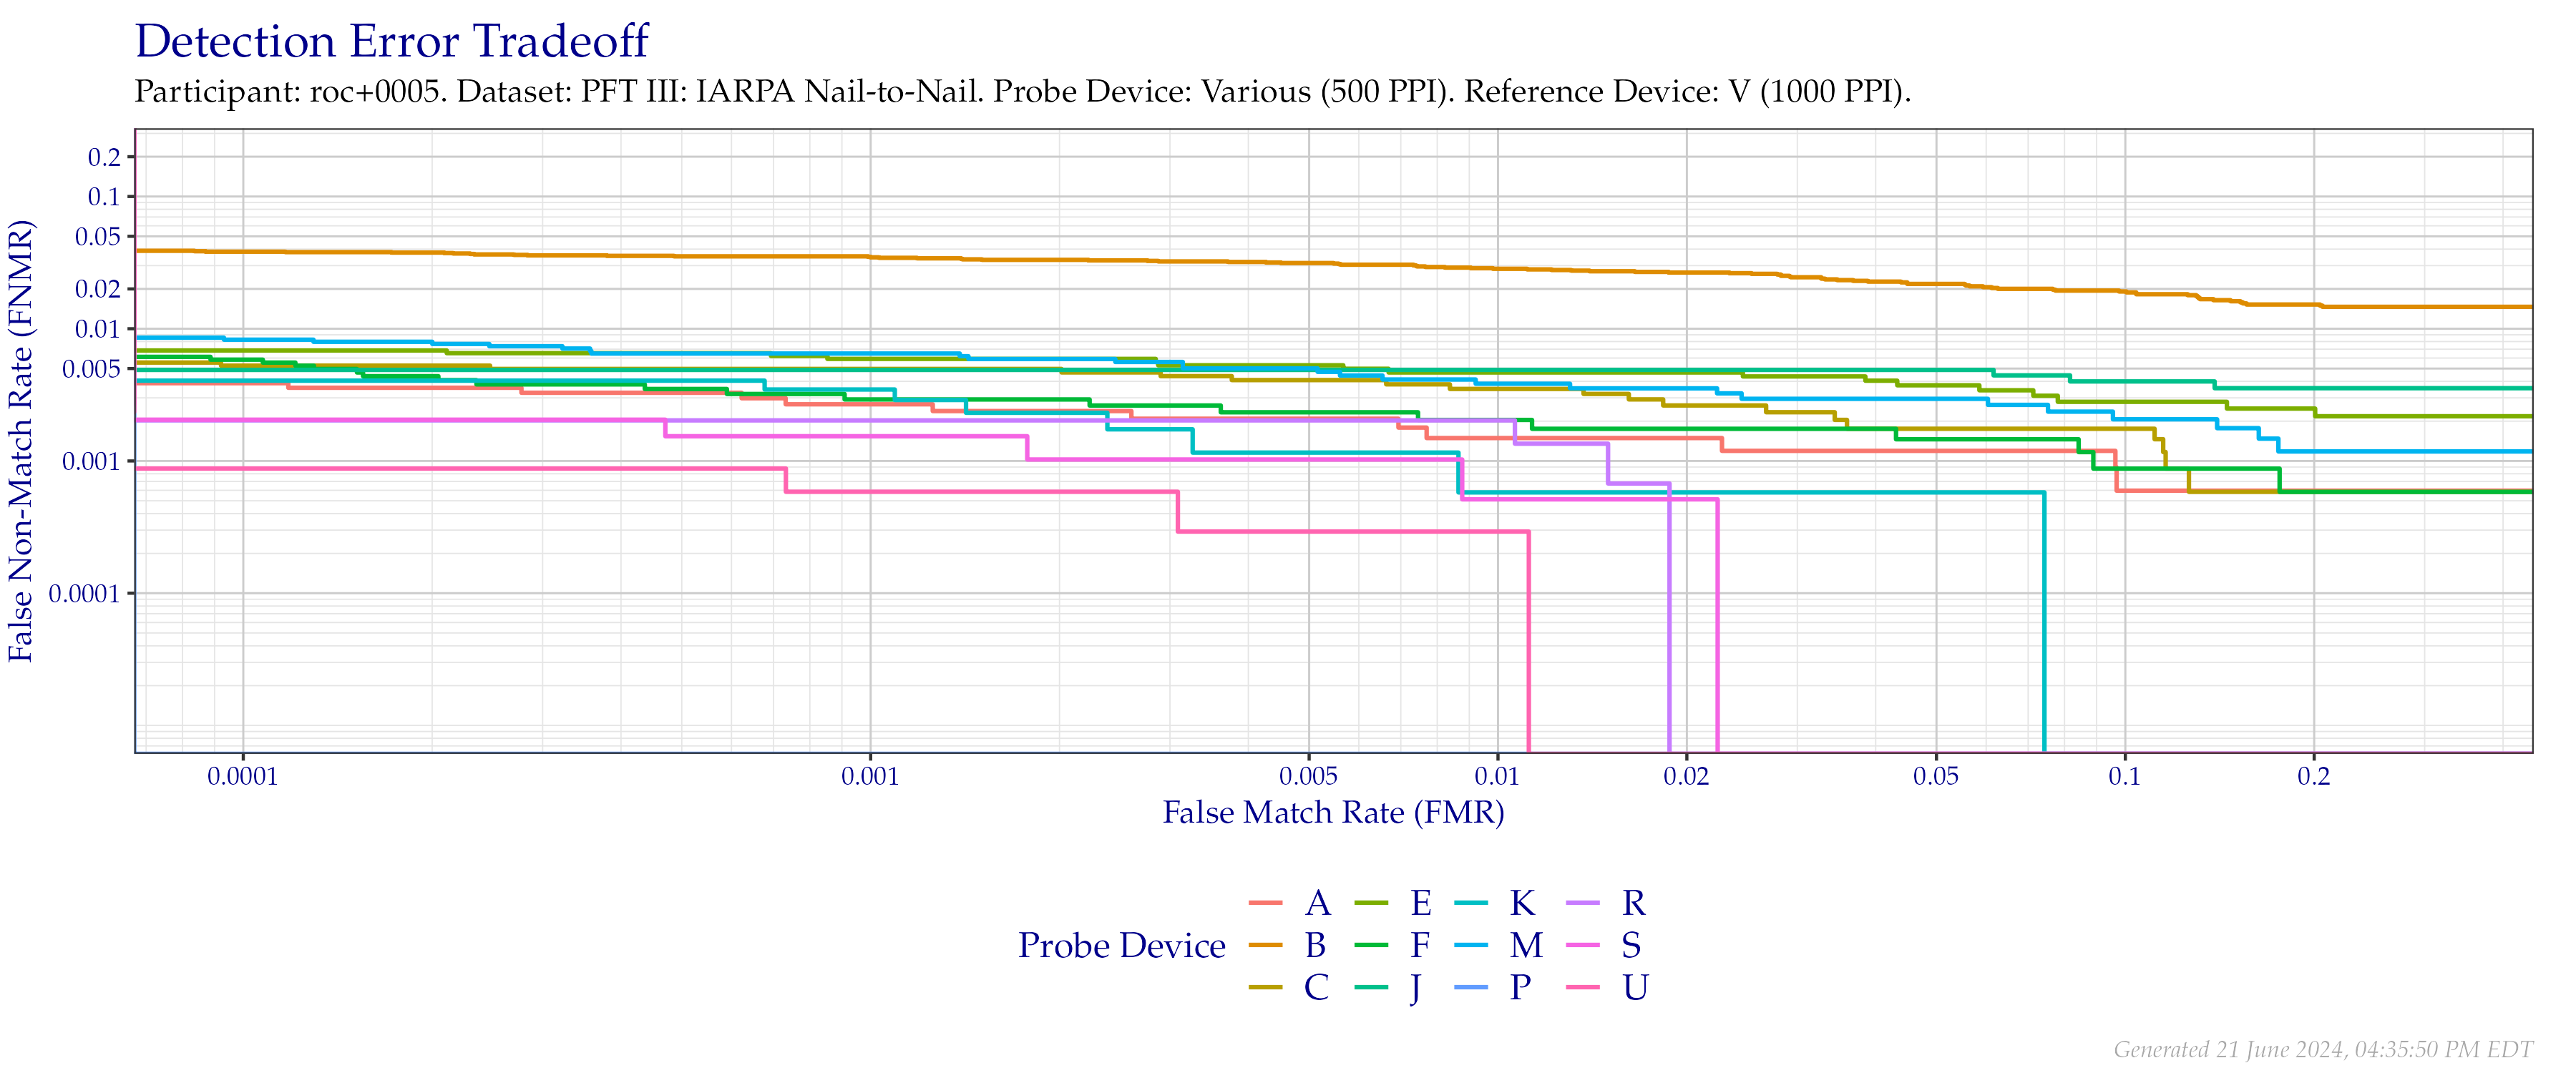 Detection Error Tradeoff
Participant: roc+0005. Dataset: PFT III: IARPA Nail-to-Nail. Probe Device: Various (500 PPI). Reference Device: V (1000 PPI).
False Non-Match Rate (FNMR)
0.2
0.1
0.05
0.02
0.01
0.005
0.001
0.0001
0.0001 0.001 0.005 0.01 0.02 0.05 0.1 0.2
False Match Rate (FMR)
Probe Device
A E K R
B F M S
C J P U
Generated 21 June 2024, 04:35:50 PM EDT